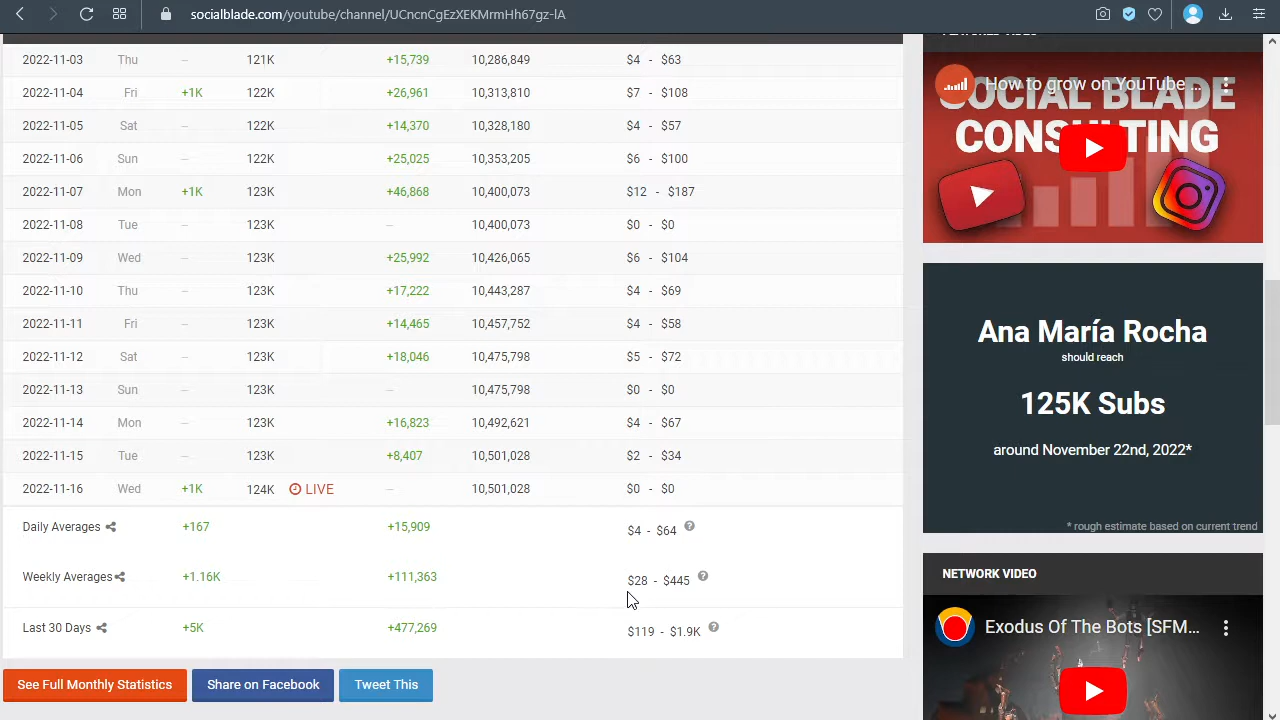 socialblade.com/youtube/channel/UCncnCgEzXEKMrmHh67gz-lA
2022-11-03 Thu – 121K +15,739 10,286,849 $4 - $63
2022-11-04 Fri +1K 122K +26,961 10,313,810 $7 - $108
2022-11-05 Sat – 122K +14,370 10,328,180 $4 - $57
2022-11-06 Sun – 122K +25,025 10,353,205 $6 - $100
2022-11-07 Mon +1K 123K +46,868 10,400,073 $12 - $187
2022-11-08 Tue – 123K – 10,400,073 $0 - $0
2022-11-09 Wed – 123K +25,992 10,426,065 $6 - $104
2022-11-10 Thu – 123K +17,222 10,443,287 $4 - $69
2022-11-11 Fri – 123K +14,465 10,457,752 $4 - $58
2022-11-12 Sat – 123K +18,046 10,475,798 $5 - $72
2022-11-13 Sun – 123K – 10,475,798 $0 - $0
2022-11-14 Mon – 123K +16,823 10,492,621 $4 - $67
2022-11-15 Tue – 123K +8,407 10,501,028 $2 - $34
2022-11-16 Wed +1K 124K LIVE – 10,501,028 $0 - $0
Daily Averages +167 +15,909 $4 - $64
Weekly Averages +1.16K +111,363 $28 - $445
Last 30 Days +5K +477,269 $119 - $1.9K
See Full Monthly Statistics
Share on Facebook
Tweet This
How to grow on YouTube ...
SOCIAL BLADE
CONSULTING
Ana María Rocha
should reach
125K Subs
around November 22nd, 2022*
* rough estimate based on current trend
NETWORK VIDEO
Exodus Of The Bots [SFM...